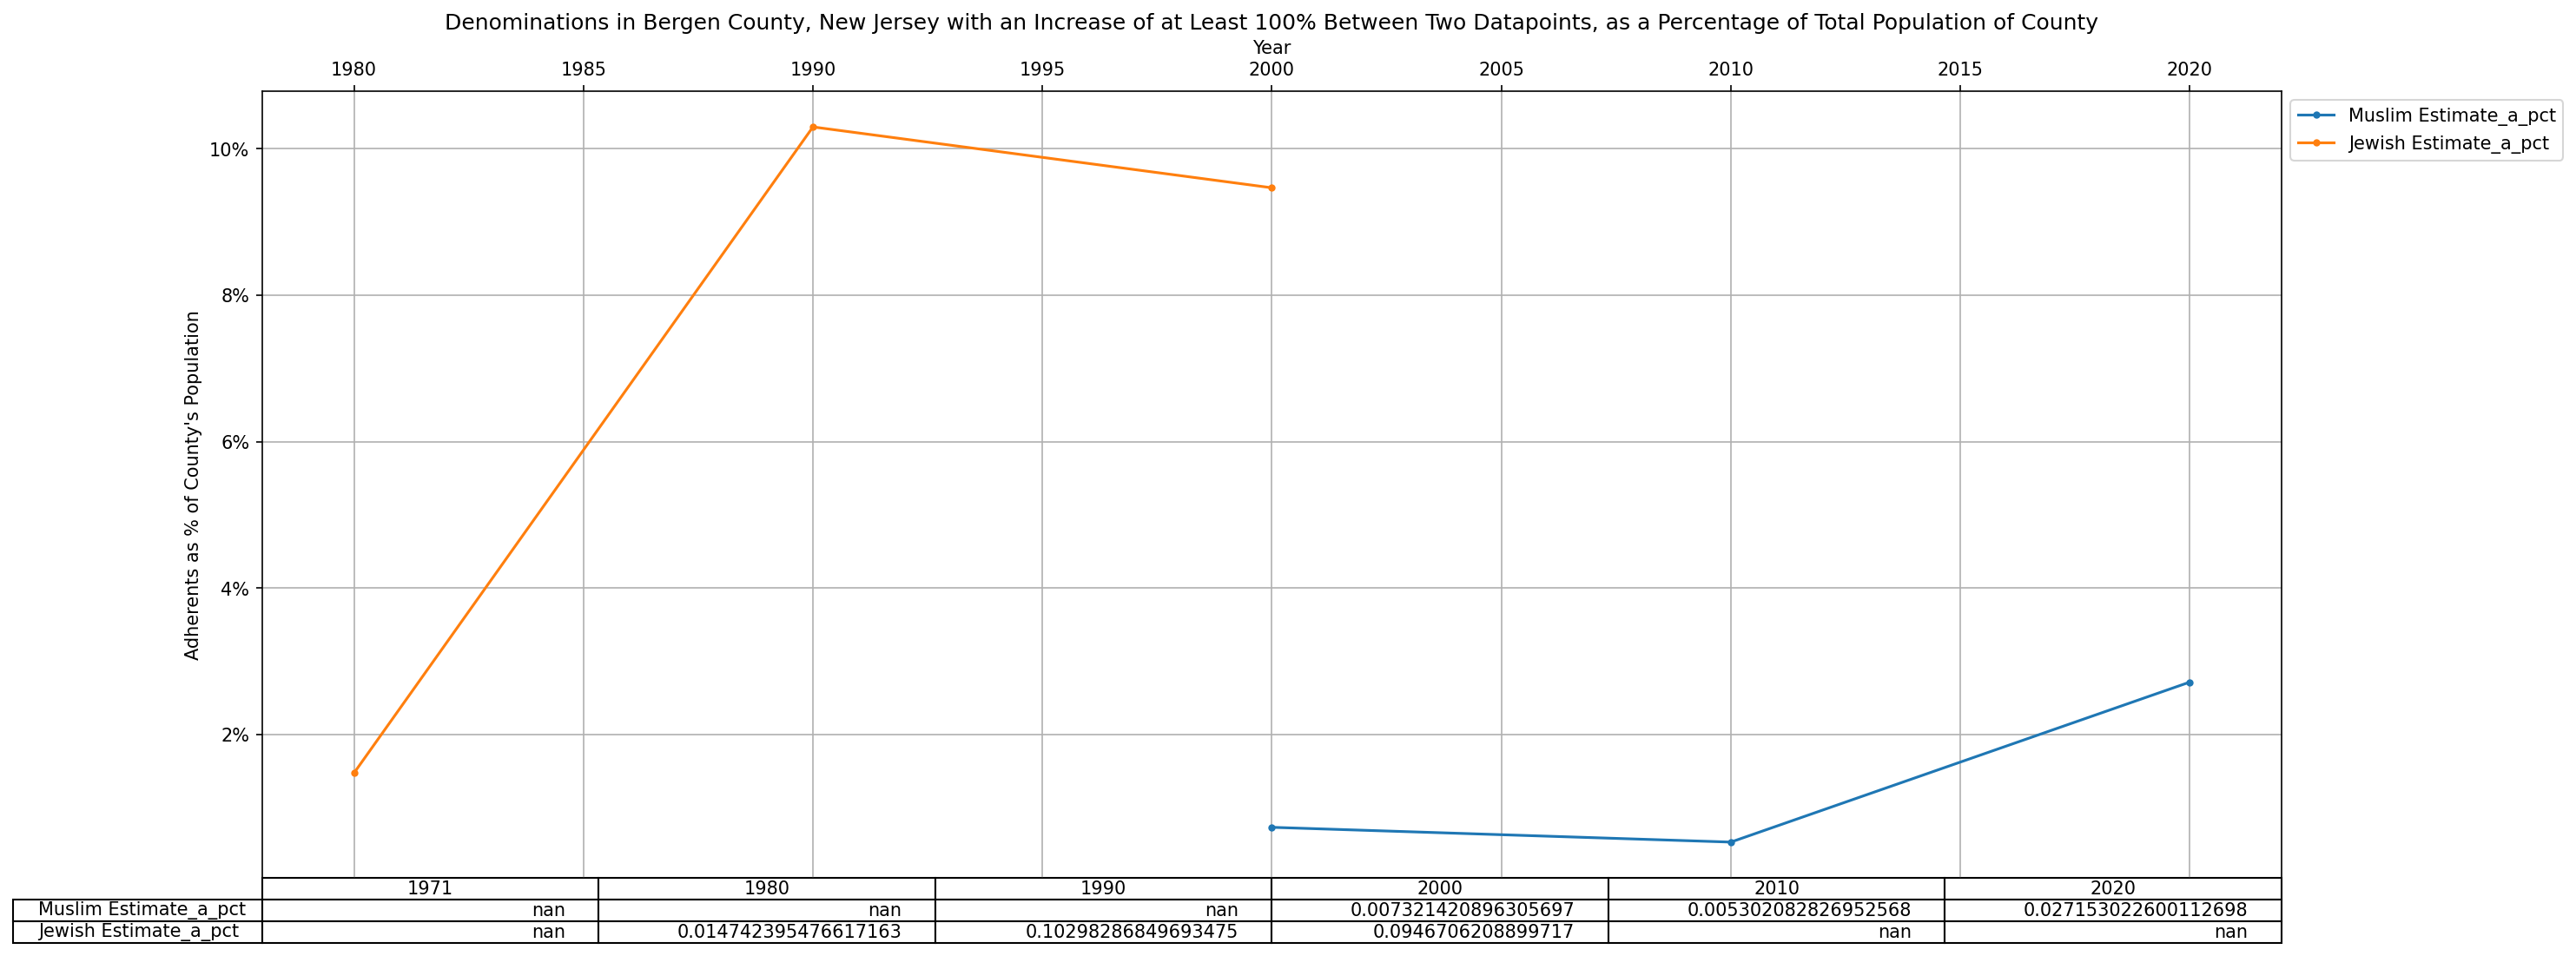 Denominations in Bergen County, New Jersey with an Increase of at Least 100% Between Two Datapoints, as a Percentage of Total Population of County
Year
1980 1985 1990 1995 2000 2005 2010 2015 2020
Muslim Estimate_a_pct
Jewish Estimate_a_pct
Adherents as % of County's Population
10%
8%
6%
4%
2%
1971 1980 1990 2000 2010 2020
Muslim Estimate_a_pct nan nan nan 0.007321420896305697 0.005302082826952568 0.027153022600112698
Jewish Estimate_a_pct nan 0.014742395476617163 0.10298286849693475 0.0946706208899717 nan nan